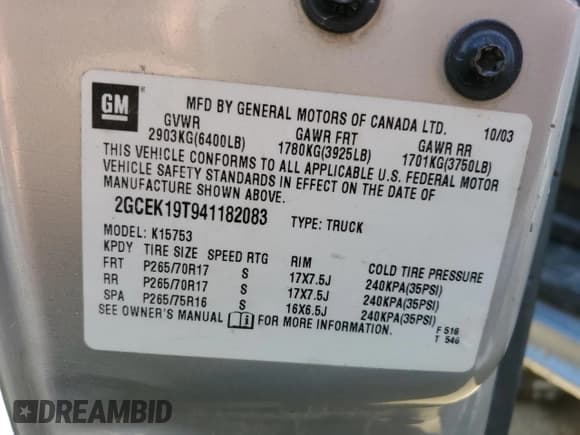 GM ®
MFD BY GENERAL MOTORS OF CANADA LTD. 10/03
GVWR GAWR FRT GAWR RR
2903KG(6400LB) 1780KG(3925LB) 1701KG(3750LB)
THIS VEHICLE CONFORMS TO ALL APPLICABLE U.S. FEDERAL MOTOR
VEHICLE SAFETY STANDARDS IN EFFECT ON THE DATE OF
MANUFACTURE SHOWN ABOVE.
2GCEK19T941182083 TYPE: TRUCK
MODEL: K15753
KPDY TIRE SIZE SPEED RTG RIM COLD TIRE PRESSURE
FRT P265/70R17 S 17X7.5J 240KPA(35PSI)
RR P265/70R17 S 17X7.5J 240KPA(35PSI)
SPA P265/75R16 S 16X6.5J 240KPA(35PSI)
SEE OWNER'S MANUAL FOR MORE INFORMATION.
F 516
T 546
DREAMBID